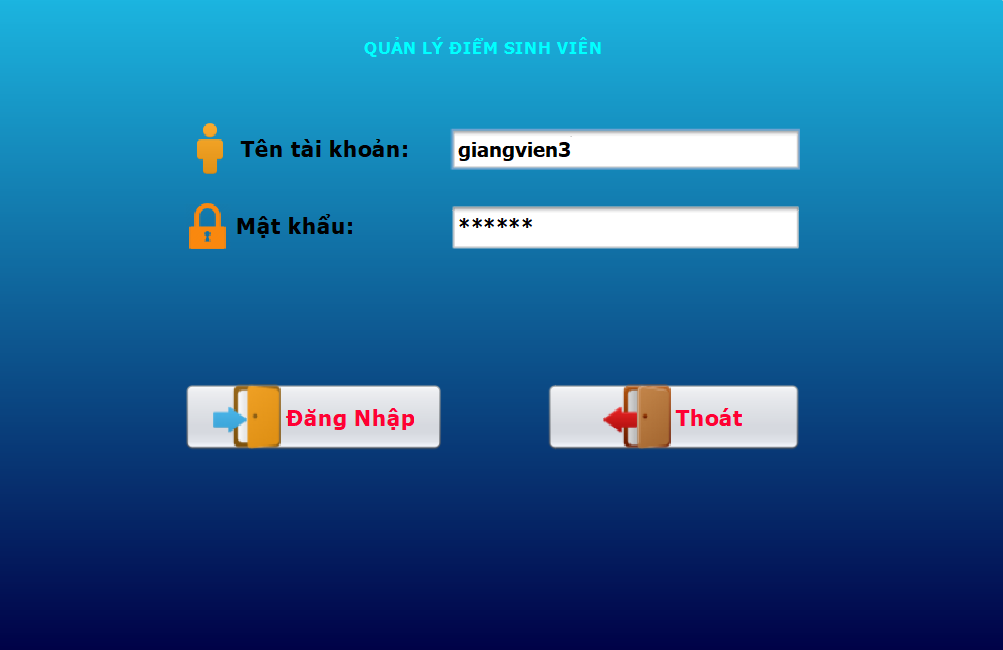 QUẢN LÝ ĐIỂM SINH VIÊN
Tên tài khoản: giangvien3
Mật khẩu: ******
Đăng Nhập
Thoát